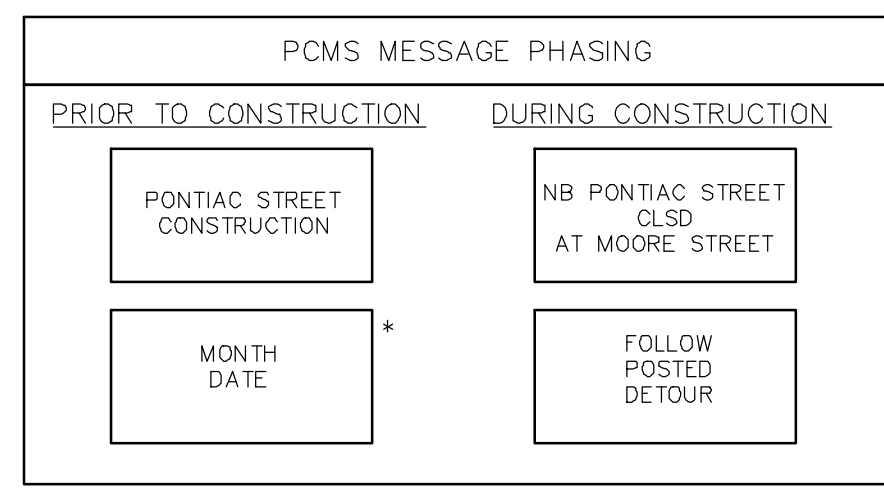 PCMS MESSAGE PHASING
PRIOR TO CONSTRUCTION
PONTIAC STREET
CONSTRUCTION
MONTH
DATE
*
DURING CONSTRUCTION
NB PONTIAC STREET
CLSD
AT MOORE STREET
FOLLOW
POSTED
DETOUR